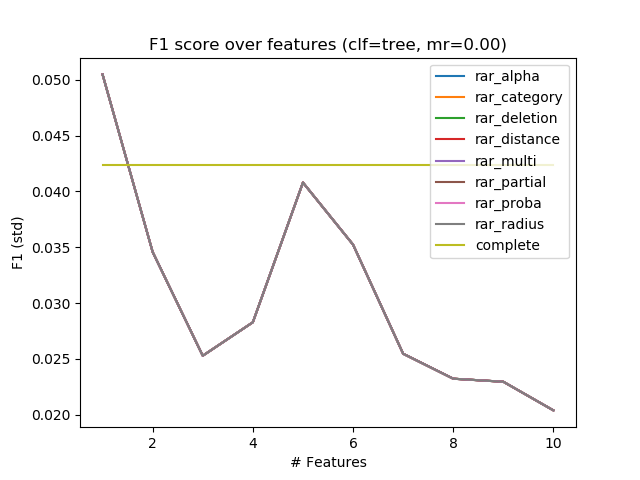 F1 score over features (clf=tree, mr=0.00)
0.050
0.045
0.040
0.035
0.030
0.025
0.020
F1 (std)
rar_alpha
rar_category
rar_deletion
rar_distance
rar_multi
rar_partial
rar_proba
rar_radius
complete
2 4 6 8 10
# Features